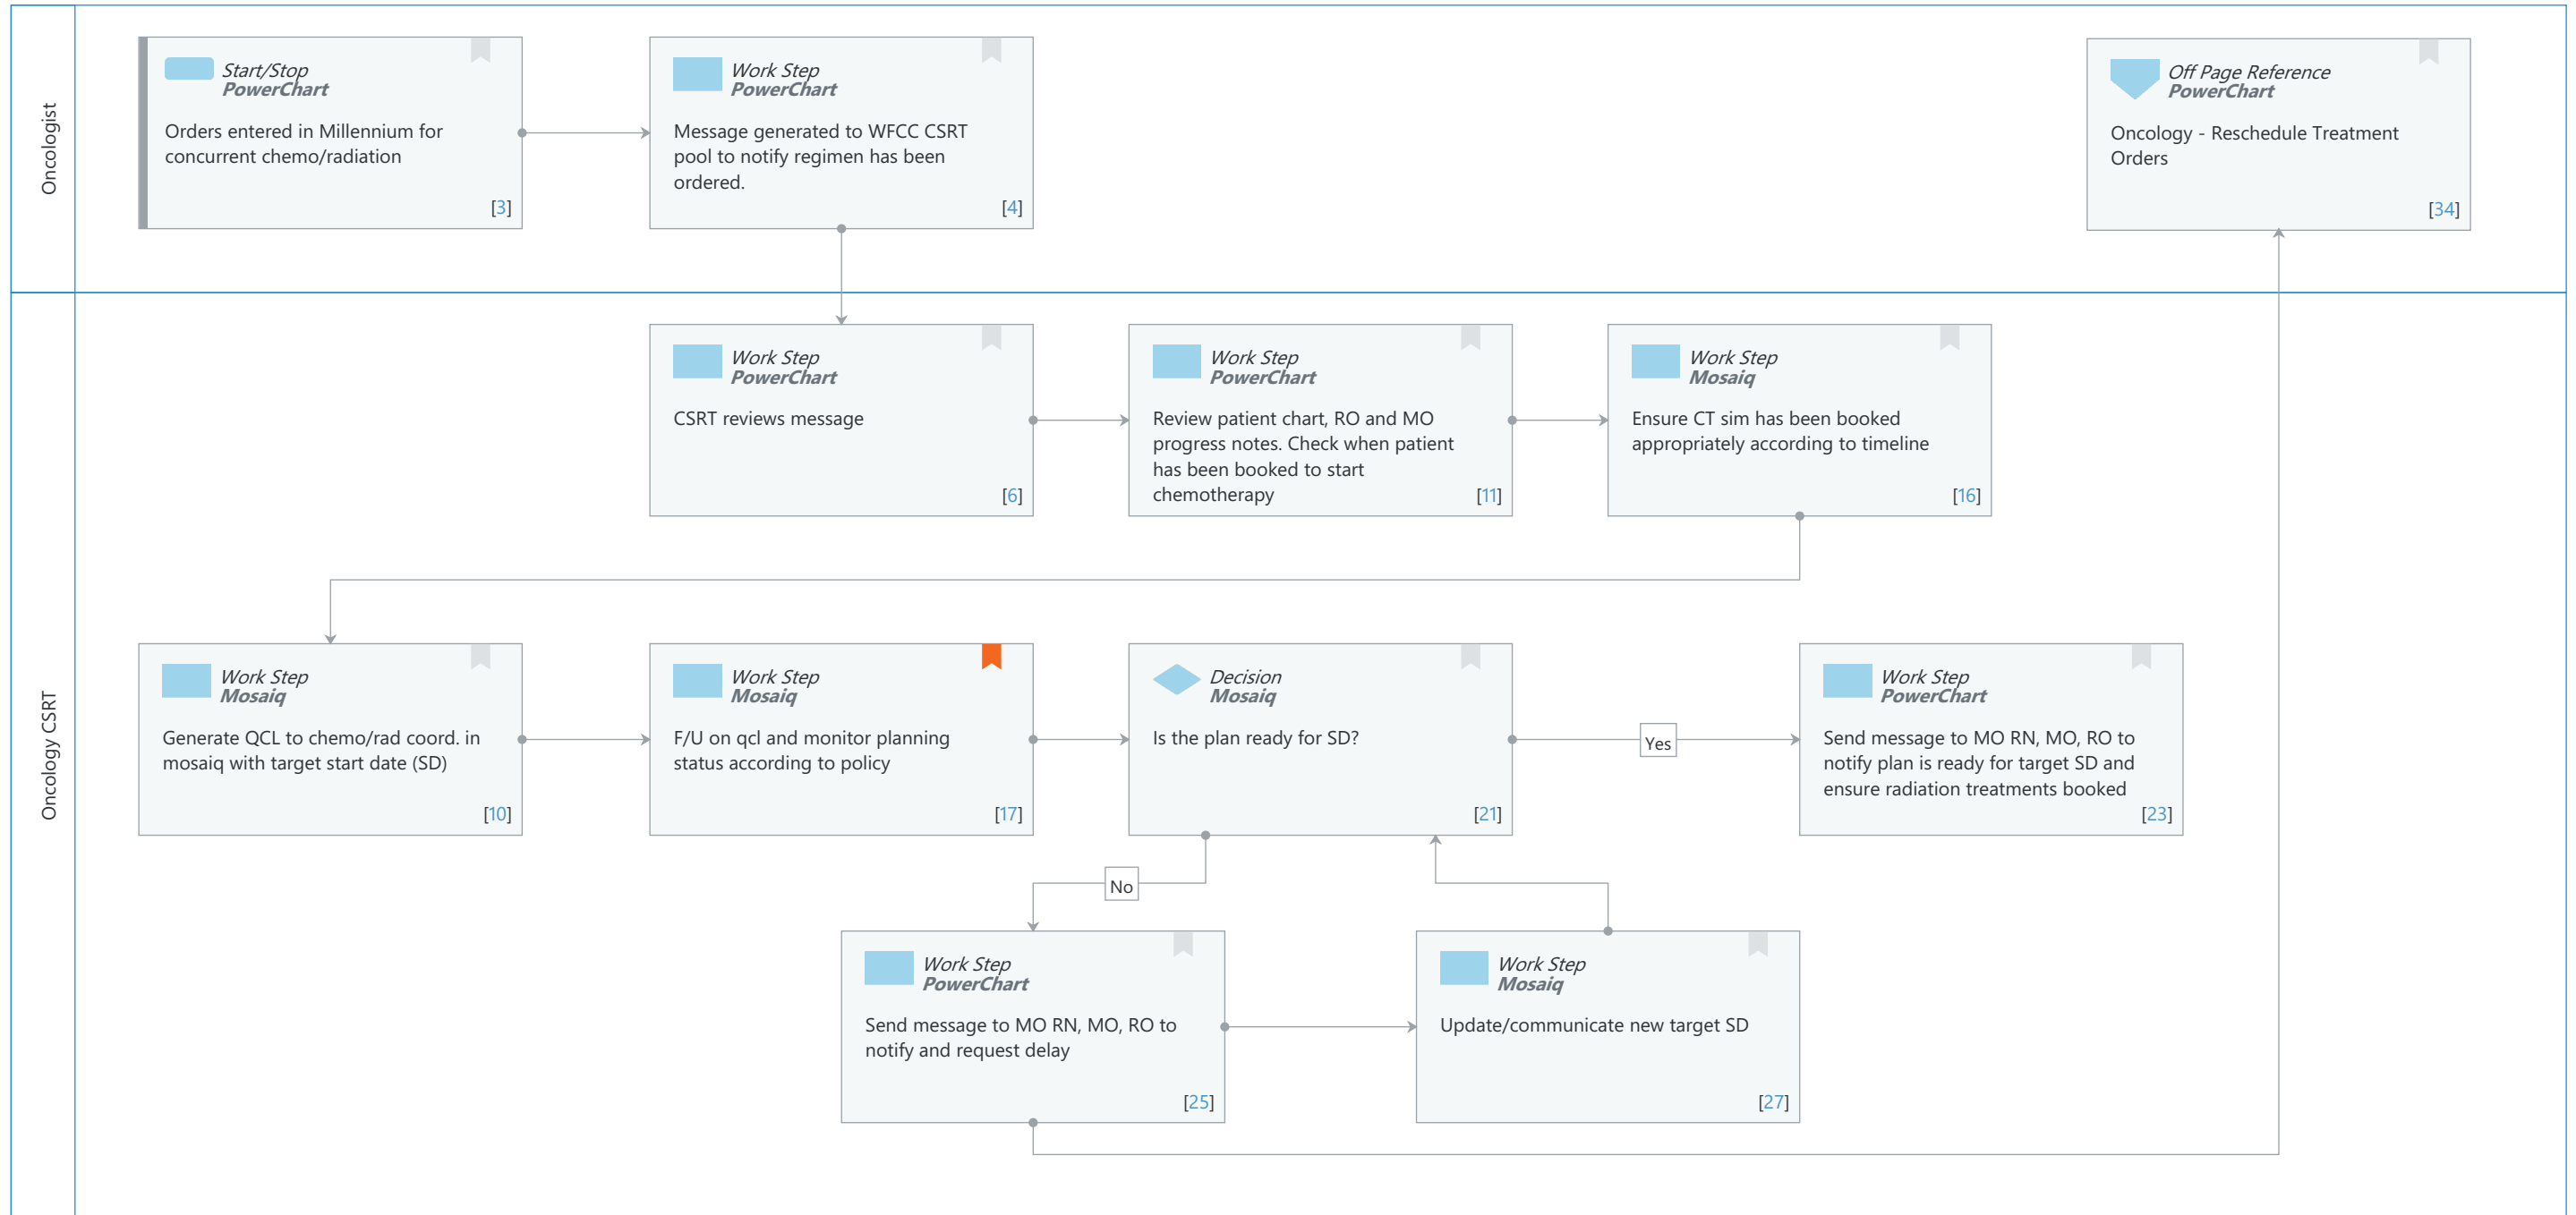 Oncologist
Start/Stop
PowerChart
Orders entered in Millennium for
concurrent chemo/radiation
[3]
Work Step
PowerChart
Message generated to WFCC CSRT
pool to notify regimen has been
ordered.
[4]
Off Page Reference
PowerChart
Oncology - Reschedule Treatment
Orders
[34]
Oncology CSRT
Work Step
PowerChart
CSRT reviews message
[6]
Work Step
PowerChart
Review patient chart, RO and MO
progress notes. Check when patient
has been booked to start
chemotherapy
[11]
Work Step
Mosaiq
Ensure CT sim has been booked
appropriately according to timeline
[16]
Work Step
Mosaiq
Generate QCL to chemo/rad coord. in
mosaiq with target start date (SD)
[10]
Work Step
Mosaiq
F/U on qcl and monitor planning
status according to policy
[17]
Decision
Mosaiq
Is the plan ready for SD?
[21]
Yes
Work Step
PowerChart
Send message to MO RN, MO, RO to
notify plan is ready for target SD and
ensure radiation treatments booked
[23]
No
Work Step
PowerChart
Send message to MO RN, MO, RO to
notify and request delay
[25]
Work Step
Mosaiq
Update/communicate new target SD
[27]